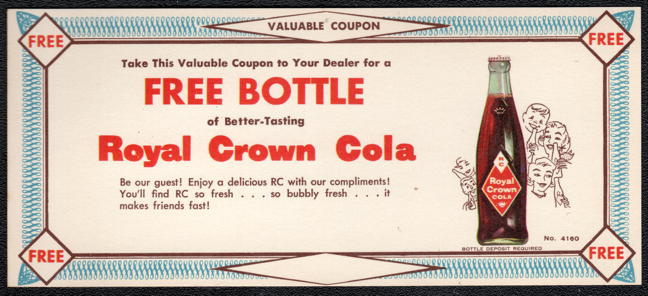 VALUABLE COUPON
FREE
FREE
Take This Valuable Coupon to Your Dealer for a
FREE BOTTLE
of Better-Tasting
Royal Crown Cola
Be our guest! Enjoy a delicious RC with our compliments!
You'll find RC so fresh . . . so bubbly fresh . . . it
makes friends fast!
R
C
Royal
Crown
COLA
No. 4160
BOTTLE DEPOSIT REQUIRED
FREE
FREE